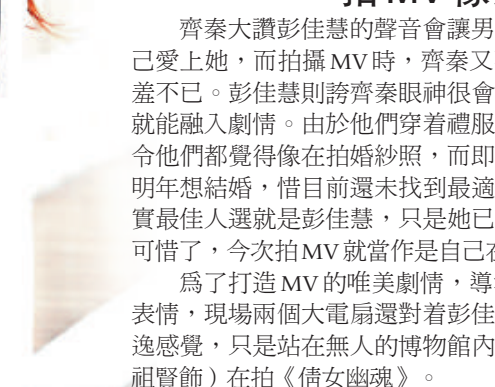 齊秦大讚彭佳慧的聲音會讓男
己愛上她，而拍攝MV時，齊秦又
羞不已。彭佳慧則誇齊秦眼神很會
就能融入劇情。由於他們穿着禮服
令他們都覺得像在拍婚紗照，而即
明年想結婚，惜目前還未找到最適
實最佳人選就是彭佳慧，只是她已
可惜了，今次拍MV就當作是自己在
爲了打造MV的唯美劇情，導
表情，現場兩個大電扇還對着彭佳
逸感覺，只是站在無人的博物館內
祖賢飾）在拍《倩女幽魂》。